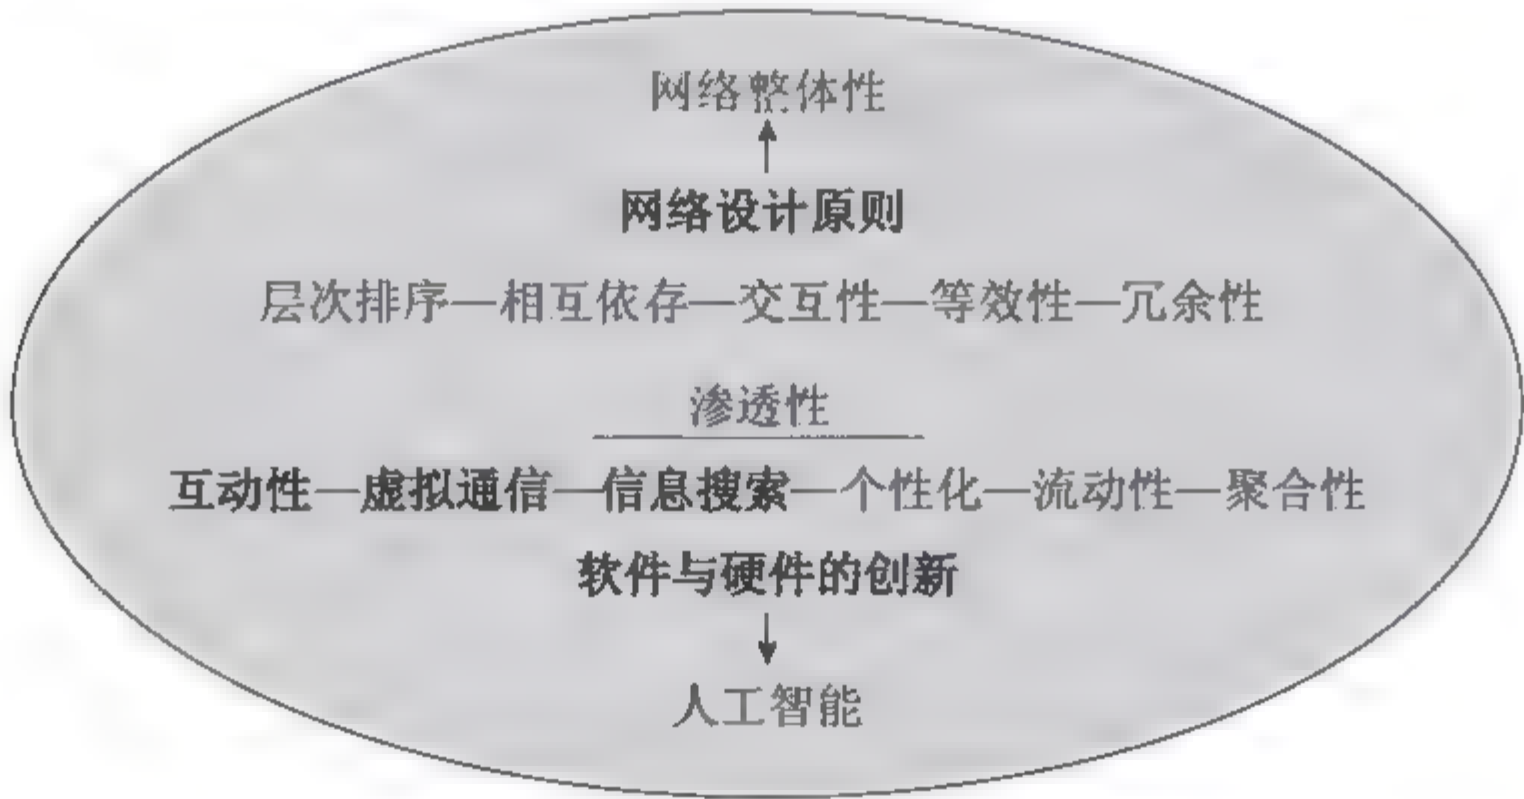 网络整体性
网络设计原则
层次排序—相互依存—交互性—等效性—冗余性
渗透性
互动性—虚拟通信—信息搜索—个性化—流动性—聚合性
软件与硬件的创新
人工智能